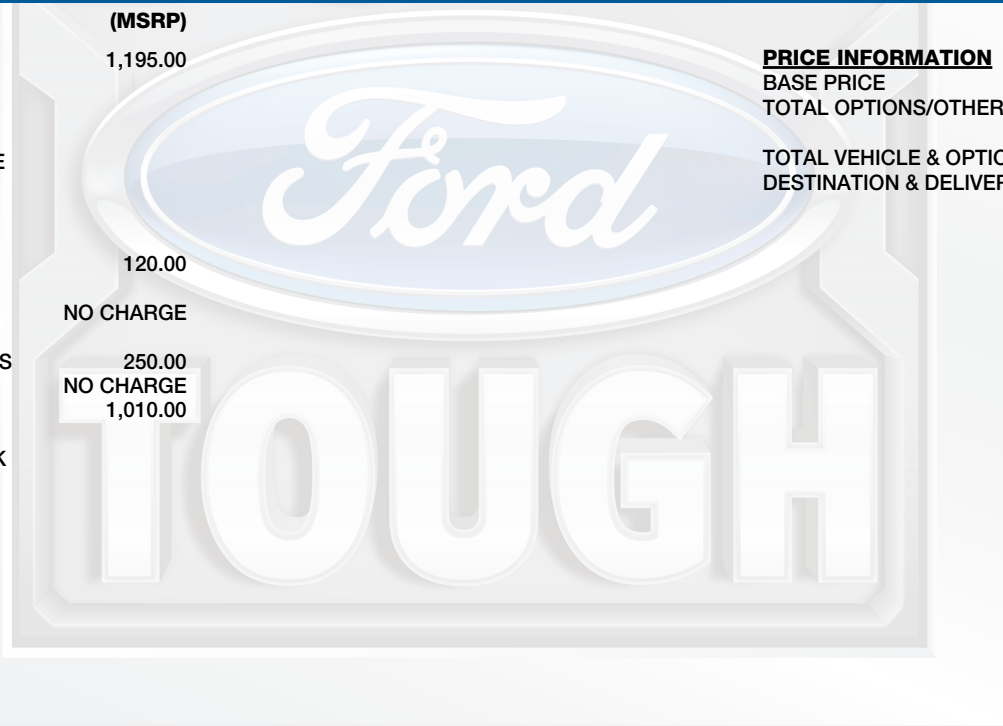 (MSRP)
1,195.00
E
120.00
NO CHARGE
S 250.00
NO CHARGE
1,010.00
K
PRICE INFORMATION
BASE PRICE
TOTAL OPTIONS/OTHER
TOTAL VEHICLE & OPTIO
DESTINATION & DELIVER
Ford
TOUGH